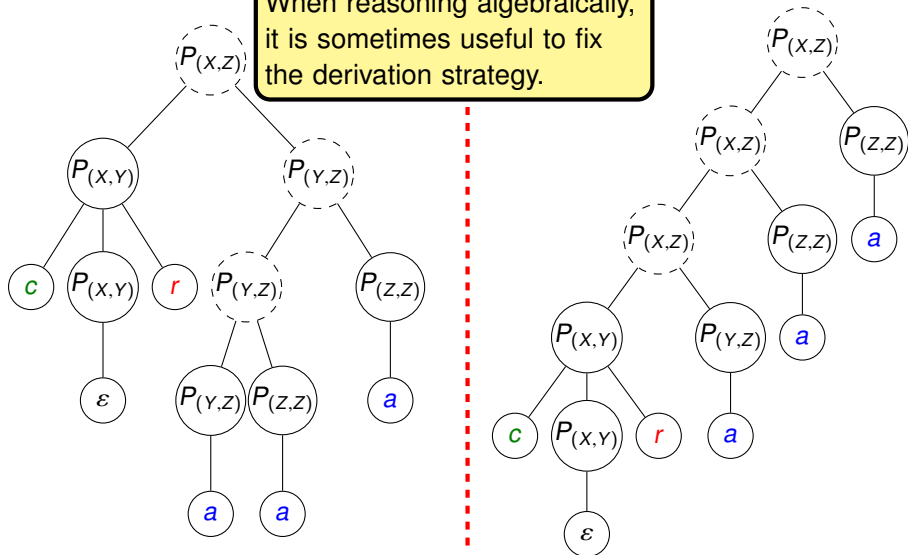 When reasoning algebraically,
it is sometimes useful to fix
the derivation strategy.
P(X,Z)
P(X,Y) P(Y,Z)
c P(X,Y) r P(Y,Z) P(Z,Z)
ε P(Y,Z) P(Z,Z) a
a a
P(X,Z)
P(X,Z) P(Z,Z)
P(X,Z) P(Z,Z) a
P(X,Y) P(Y,Z) a
c P(X,Y) r a
ε